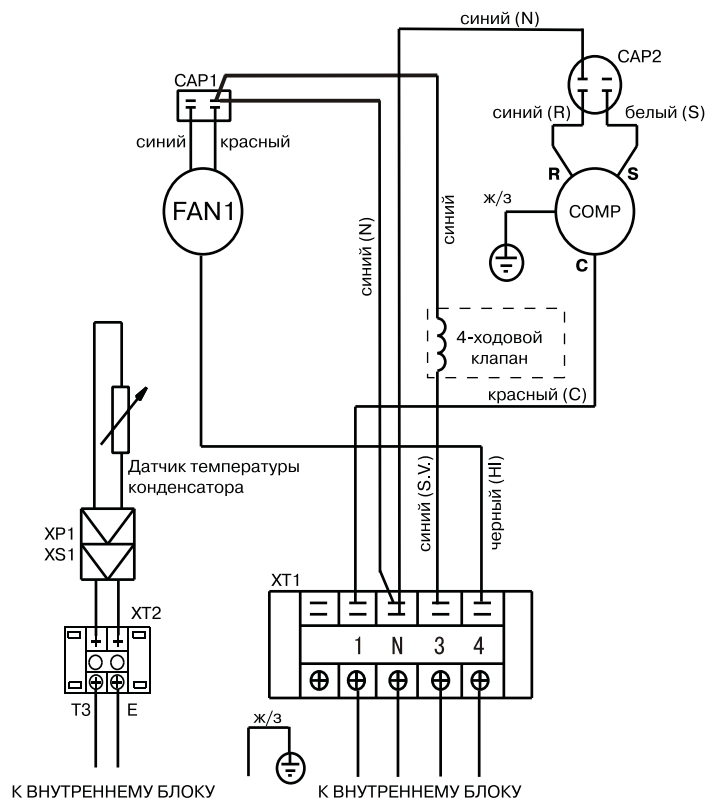 синий (N)
CAP2
CAP1
синий (R)
белый (S)
синий
красный
R
S
FAN1
ж/з
COMP
C
синий (N)
синий
4-ходовой
клапан
красный (C)
Датчик температуры
конденсатора
синий (S.V.)
черный (HI)
XP1
XS1
XT1
XT2
1 N 3 4
T3 E
ж/з
К ВНУТРЕННЕМУ БЛОКУ
К ВНУТРЕННЕМУ БЛОКУ